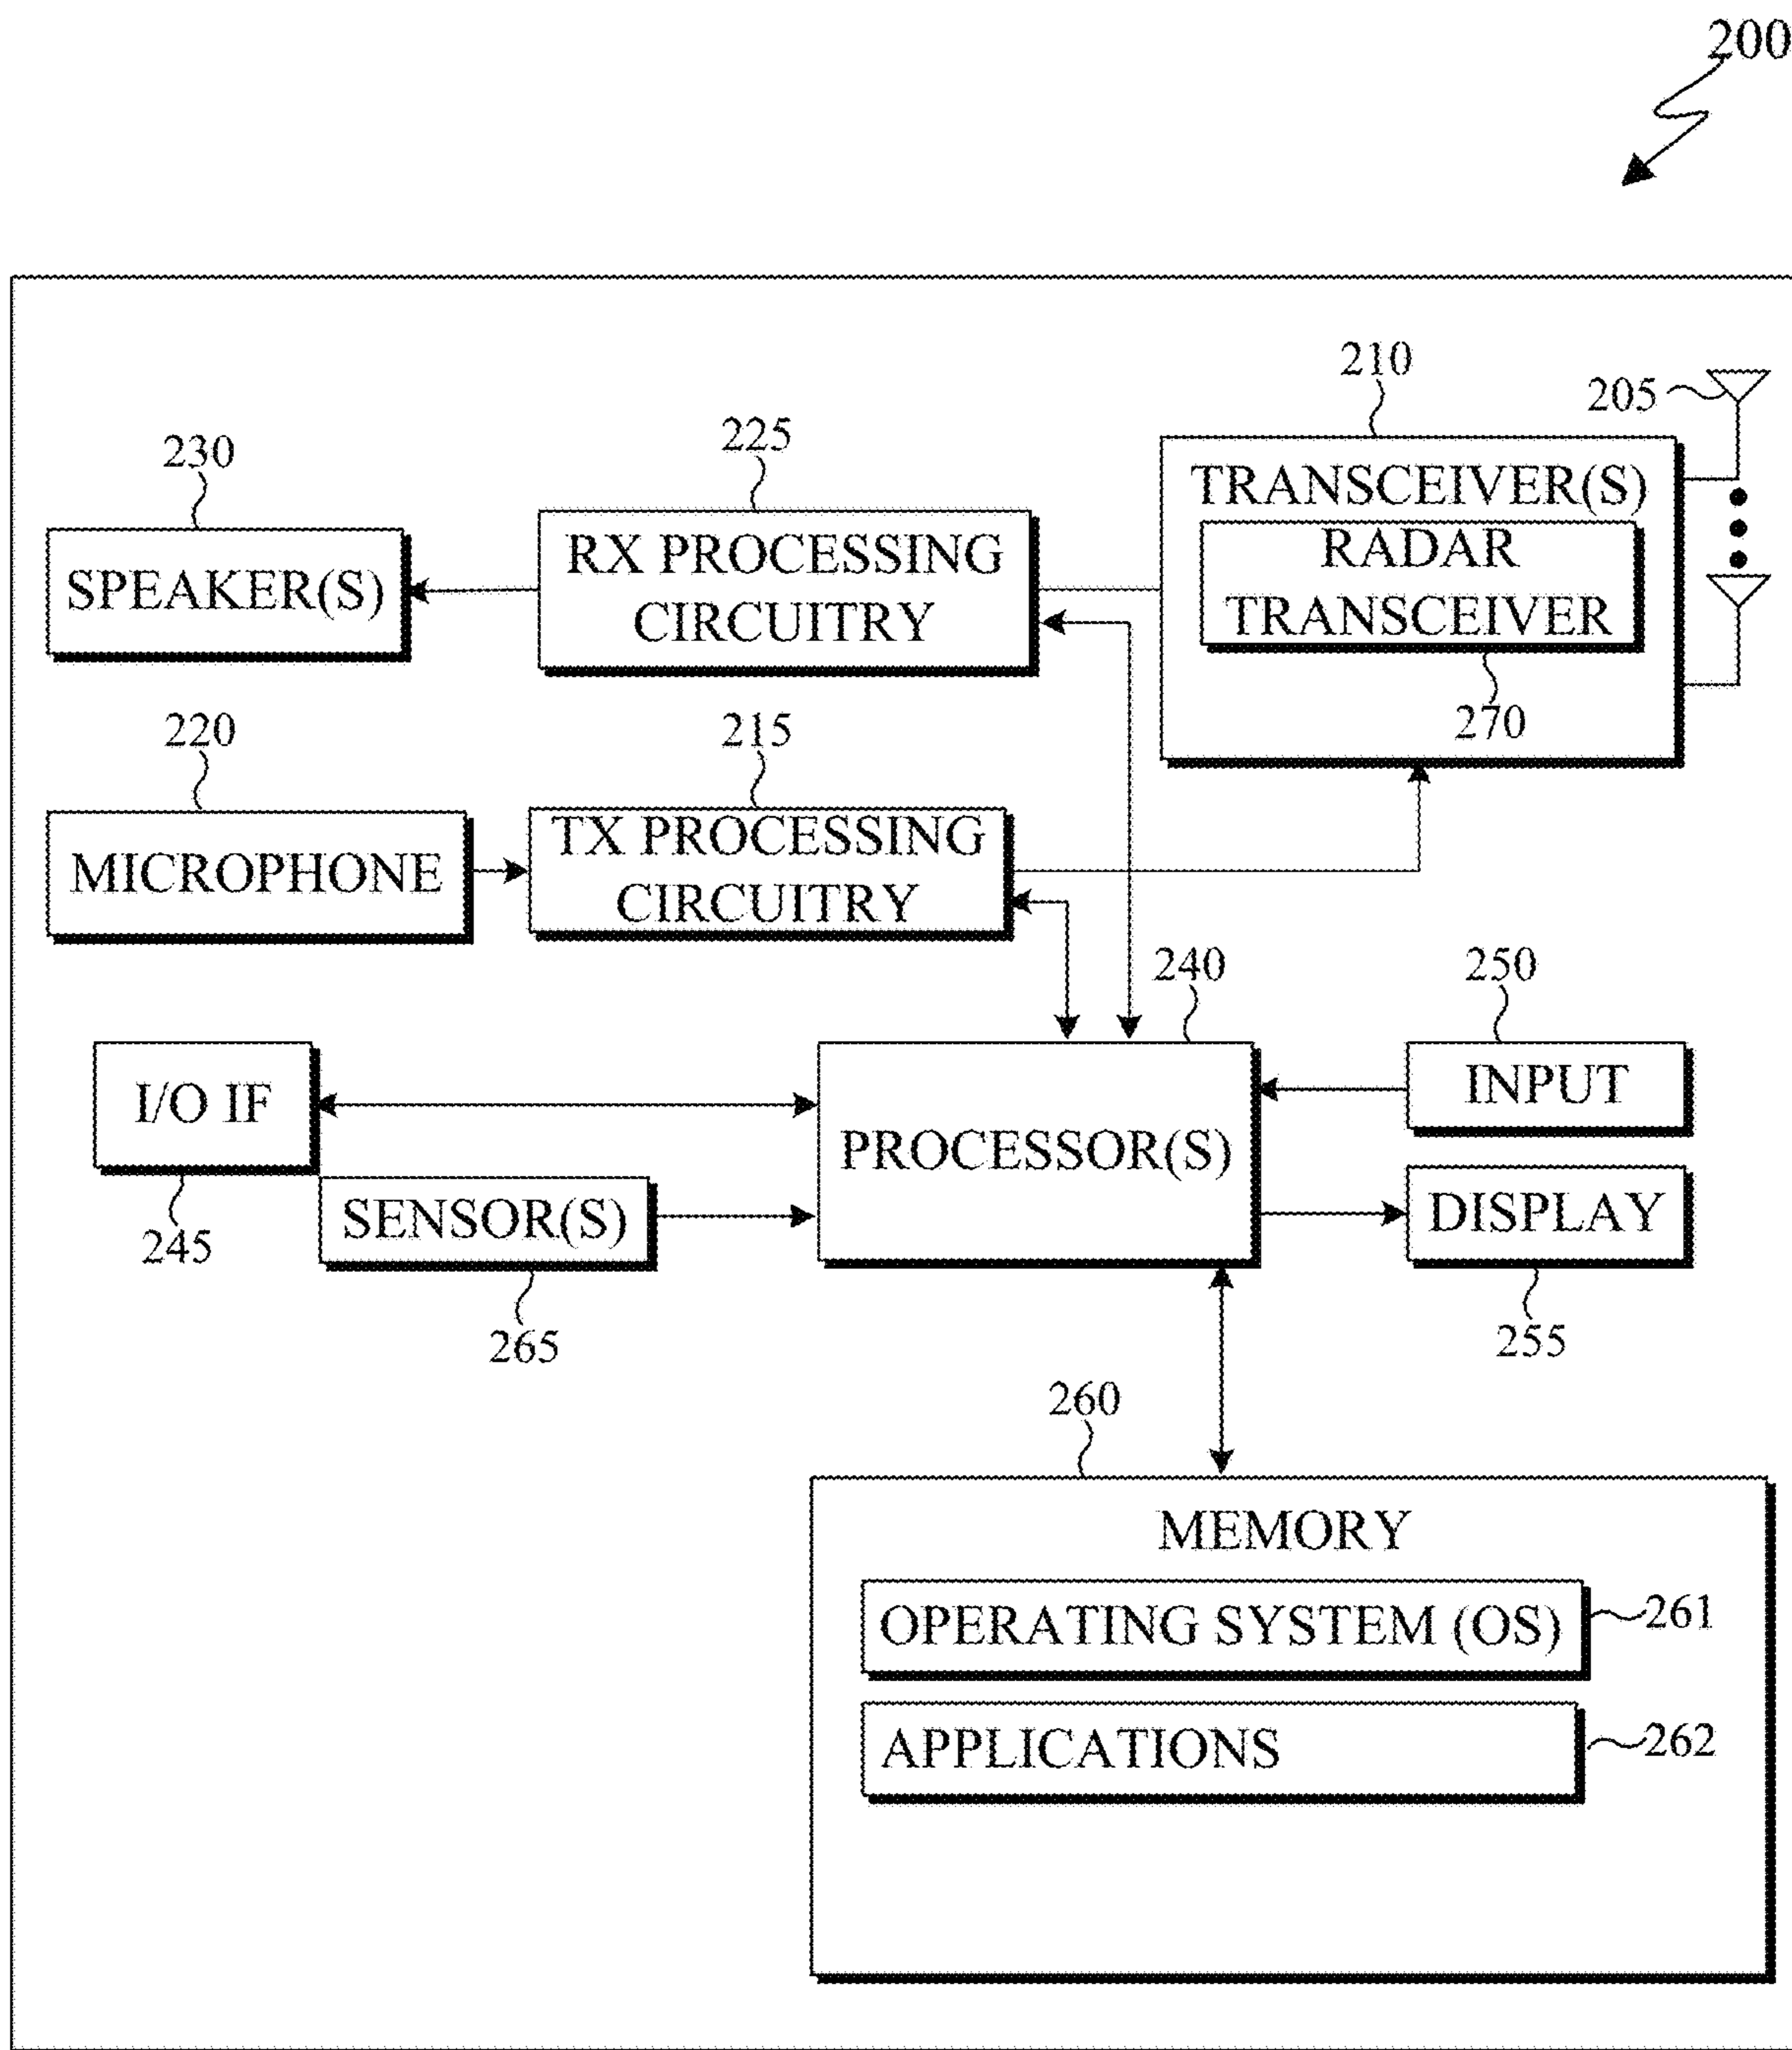 200
210
205
225
230
TRANSCEIVER(S)
RADAR
TRANSCEIVER
270
RX PROCESSING
CIRCUITRY
SPEAKER(S)
220
215
MICROPHONE
TX PROCESSING
CIRCUITRY
240
250
I/O IF
245
PROCESSOR(S)
INPUT
SENSOR(S)
265
DISPLAY
255
260
MEMORY
OPERATING SYSTEM (OS)
261
APPLICATIONS
262